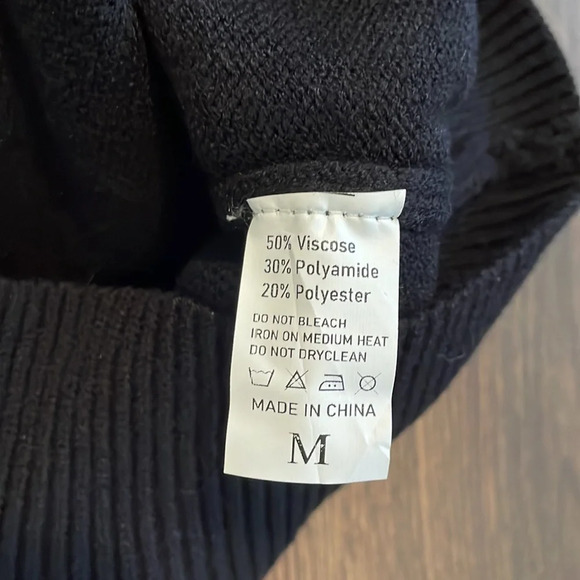 50% Viscose
30% Polyamide
20% Polyester
DO NOT BLEACH
IRON ON MEDIUM HEAT
DO NOT DRYCLEAN
MADE IN CHINA
M